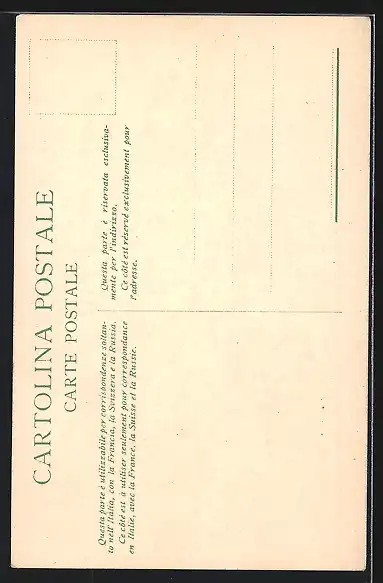 CARTOLINA POSTALE
CARTE POSTALE
Questa parte è utilizzabile per corrispondenze soltan-
to nell'Italia, con la Francia, la Svizzera e la Russia.
Ce côté est à utiliser seulement pour correspondance
en Italie, avec la France, la Suisse et la Russie.
Questa parte è riservata esclusiva-
mente per l'indirizzo.
Ce côté est réservé exclusivement pour
l'adresse.